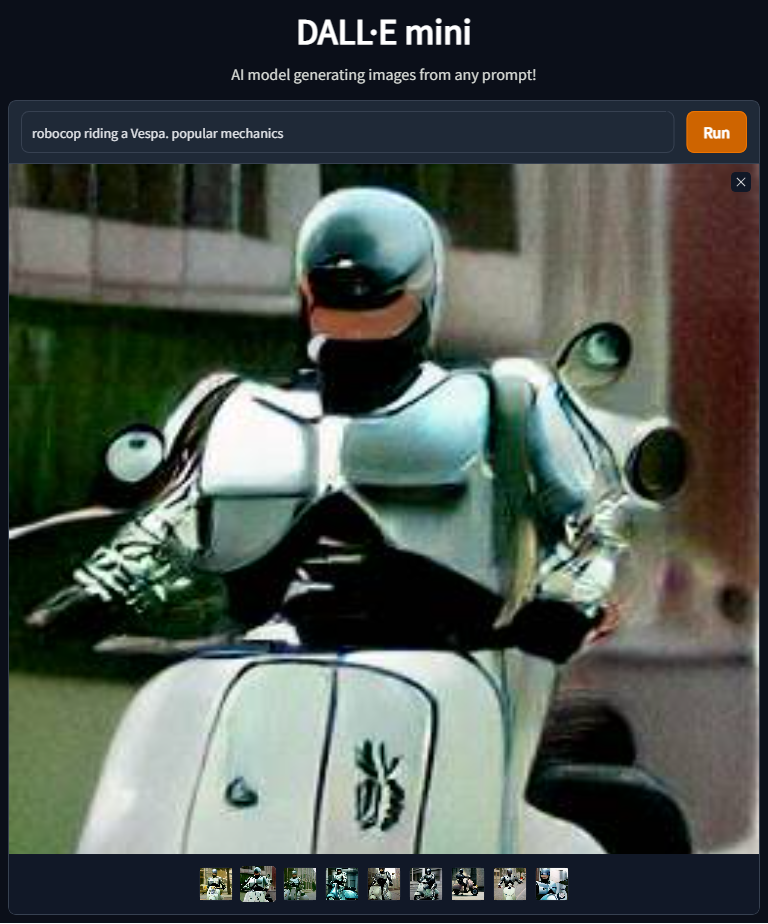 DALL·E mini
AI model generating images from any prompt!
robocop riding a Vespa. popular mechanics
Run